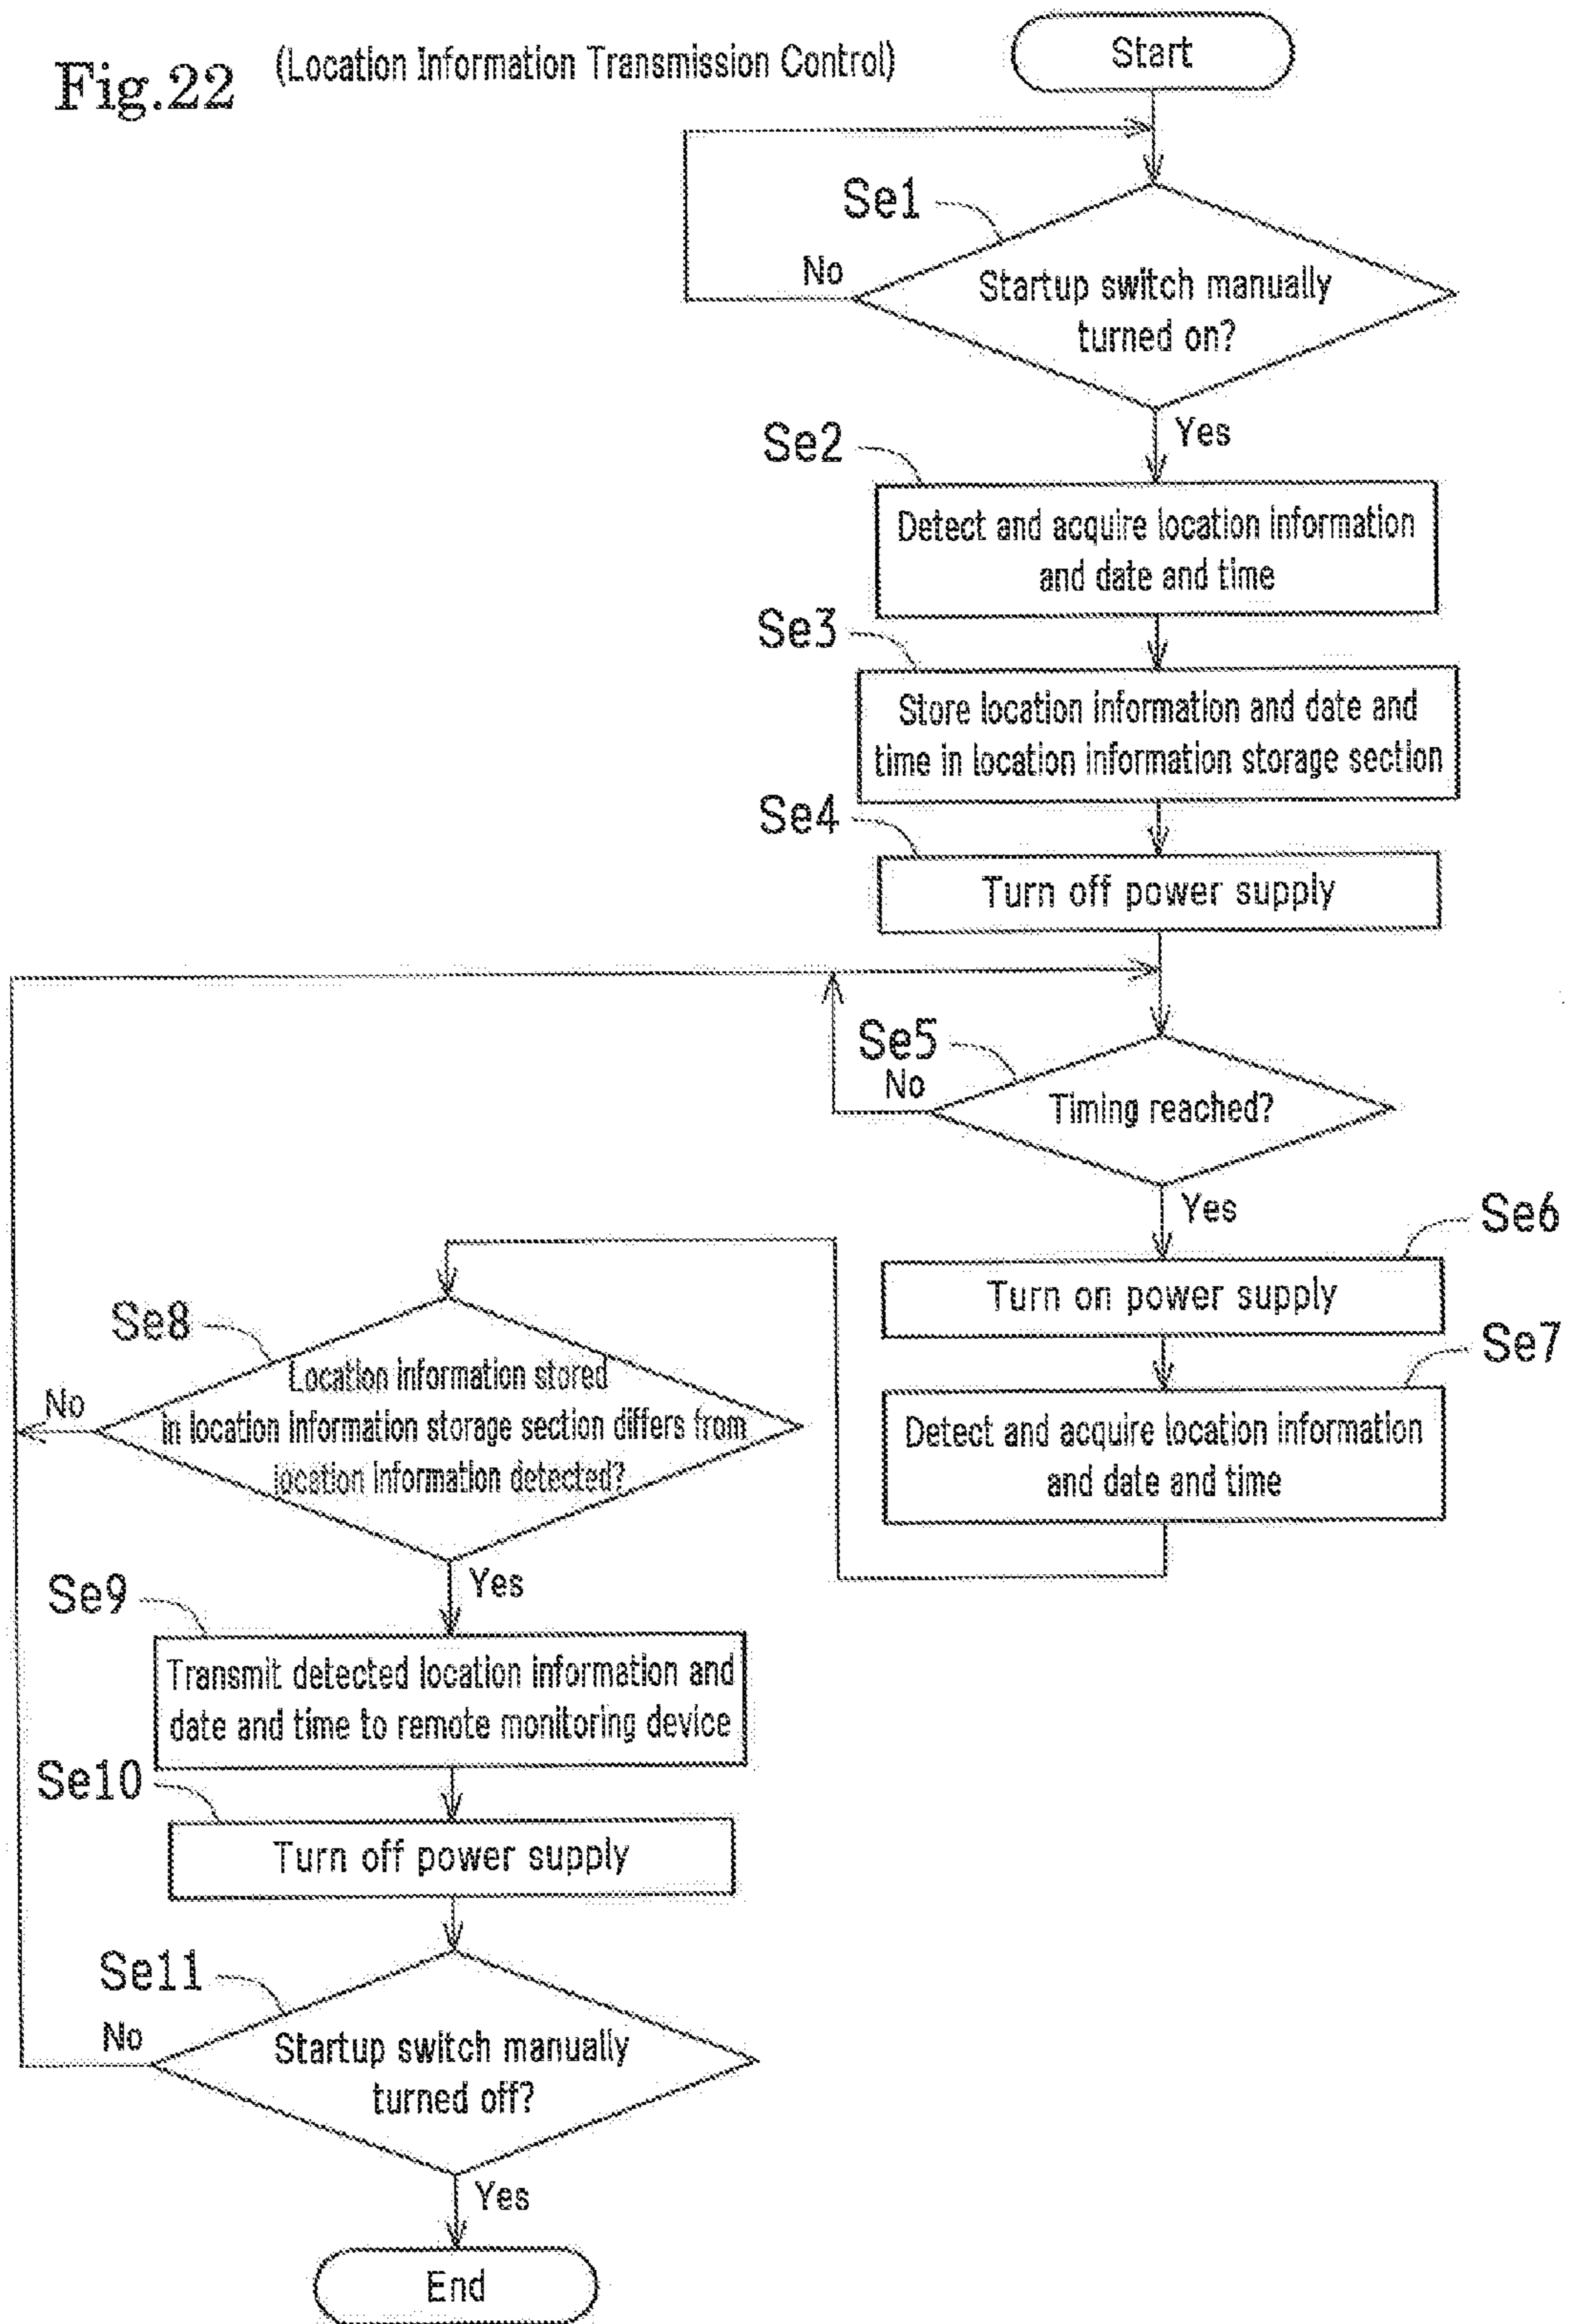 Fig.22 (Location Information Transmission Control)
Start
Se1
No
Startup switch manually
turned on?
Yes
Se2
Detect and acquire location information
and date and time
Se3
Store location information and date and
time in location information storage section
Se4
Turn off power supply
Se5
No
Timing reached?
Yes
Se6
Turn on power supply
Se7
Detect and acquire location information
and date and time
Se8
No
Location information stored
in location information storage section differs from
location information detected?
Yes
Se9
Transmit detected location information and
date and time to remote monitoring device
Se10
Turn off power supply
Se11
No
Startup switch manually
turned off?
Yes
End